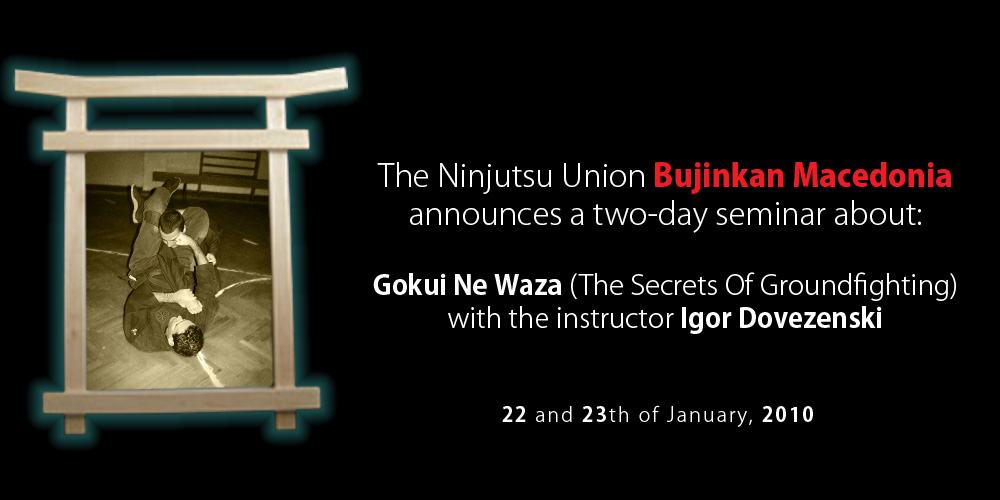 The Ninjutsu Union Bujinkan Macedonia
announces a two-day seminar about:
Gokui Ne Waza (The Secrets Of Groundfighting)
with the instructor Igor Dovezenski
22 and 23th of January, 2010